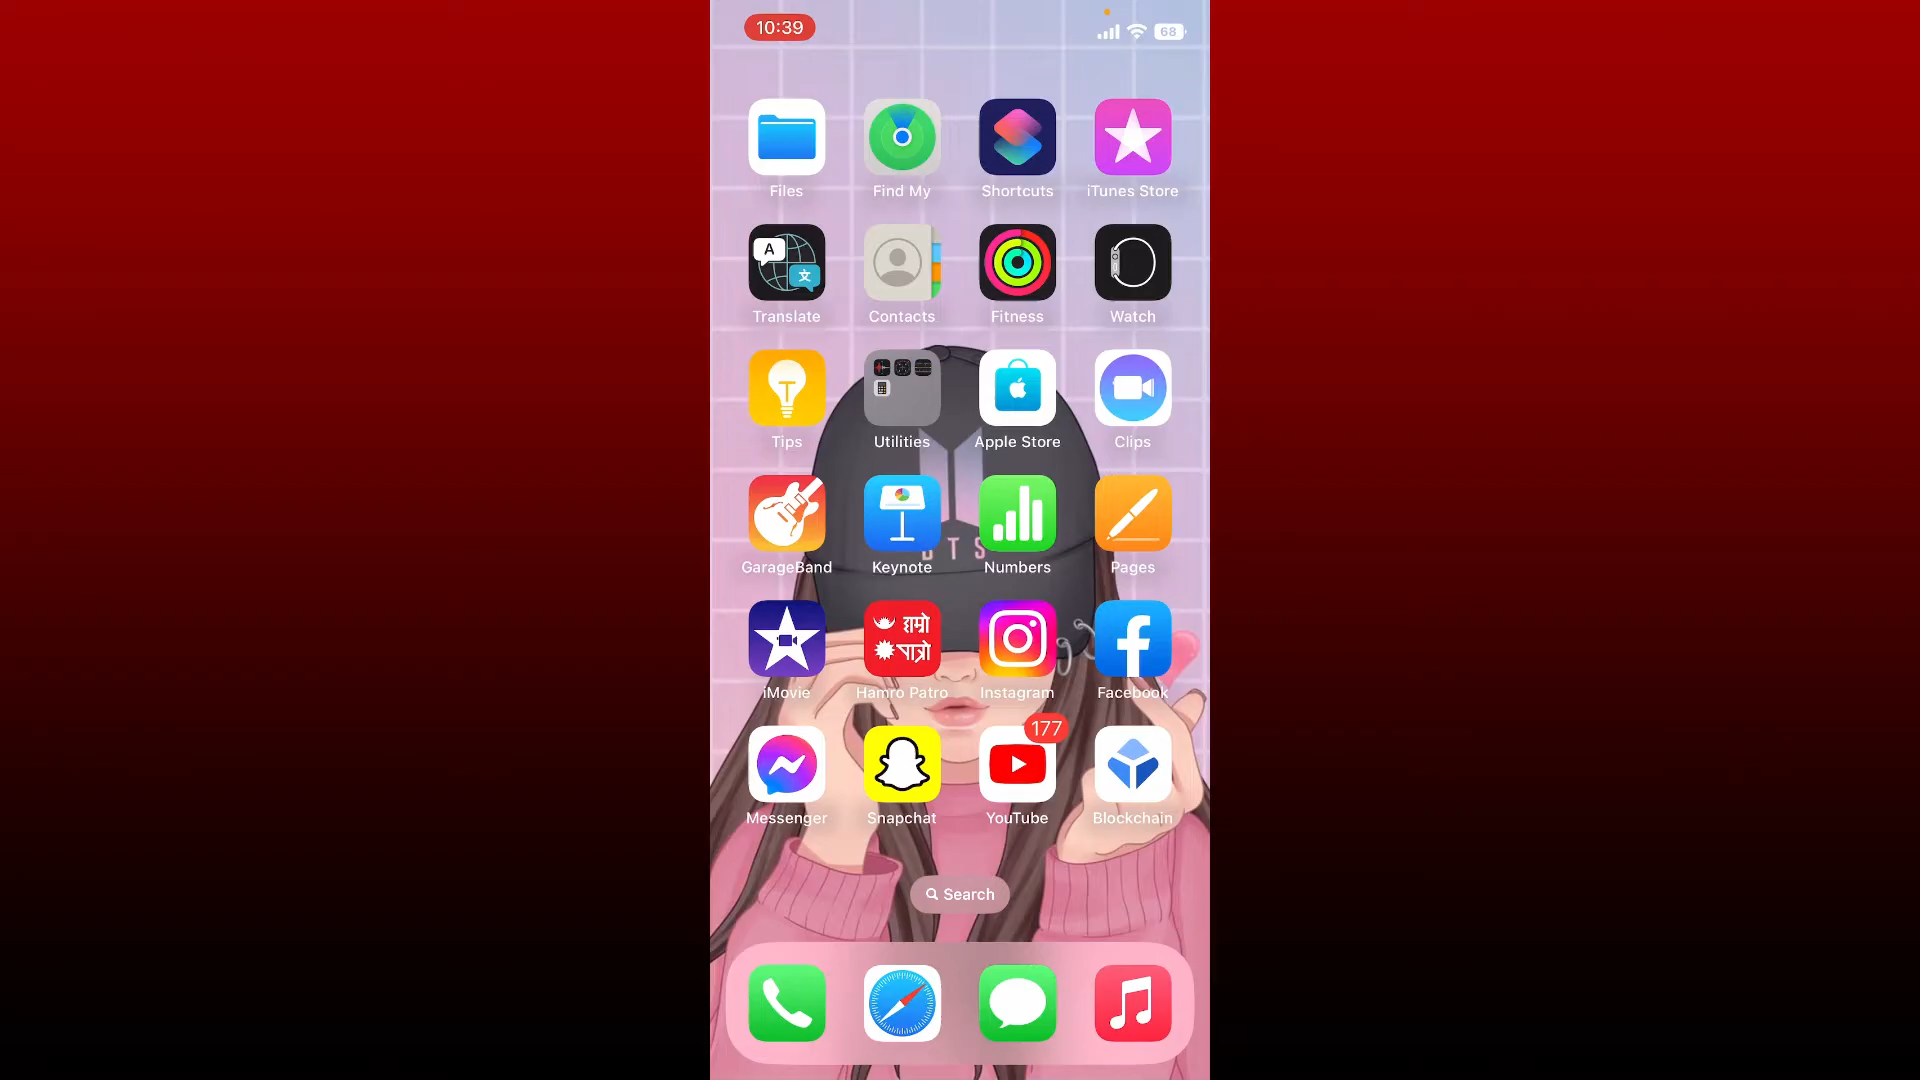 10:39
68
Files Find My Shortcuts iTunes Store
A 文
Translate Contacts Fitness Watch
Tips Utilities Apple Store Clips
BTS
GarageBand Keynote Numbers Pages
हाम्रो
पात्रो
iMovie Hamro Patro Instagram Facebook
177
Messenger Snapchat YouTube Blockchain
Search